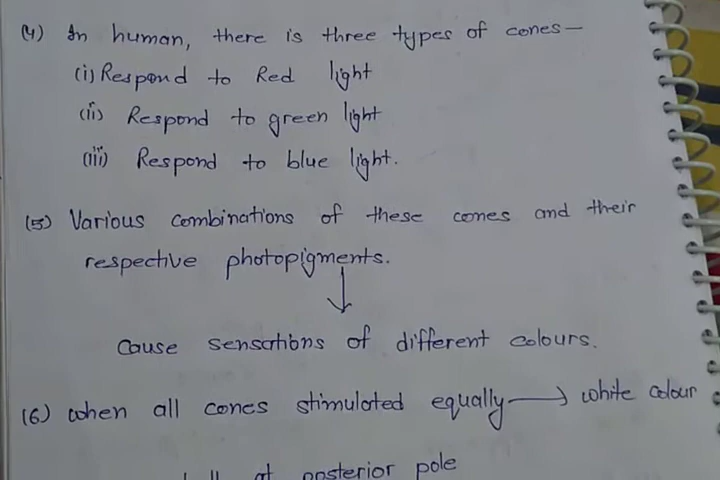 (4) In human, there is three types of cones—
(i) Respond to Red light
(ii) Respond to green light
(iii) Respond to blue light.
(5) Various combinations of these cones and their
respective photopigments.
↓
Cause sensations of different colours.
(6) When all cones stimulated equally → white colour
at posterior pole